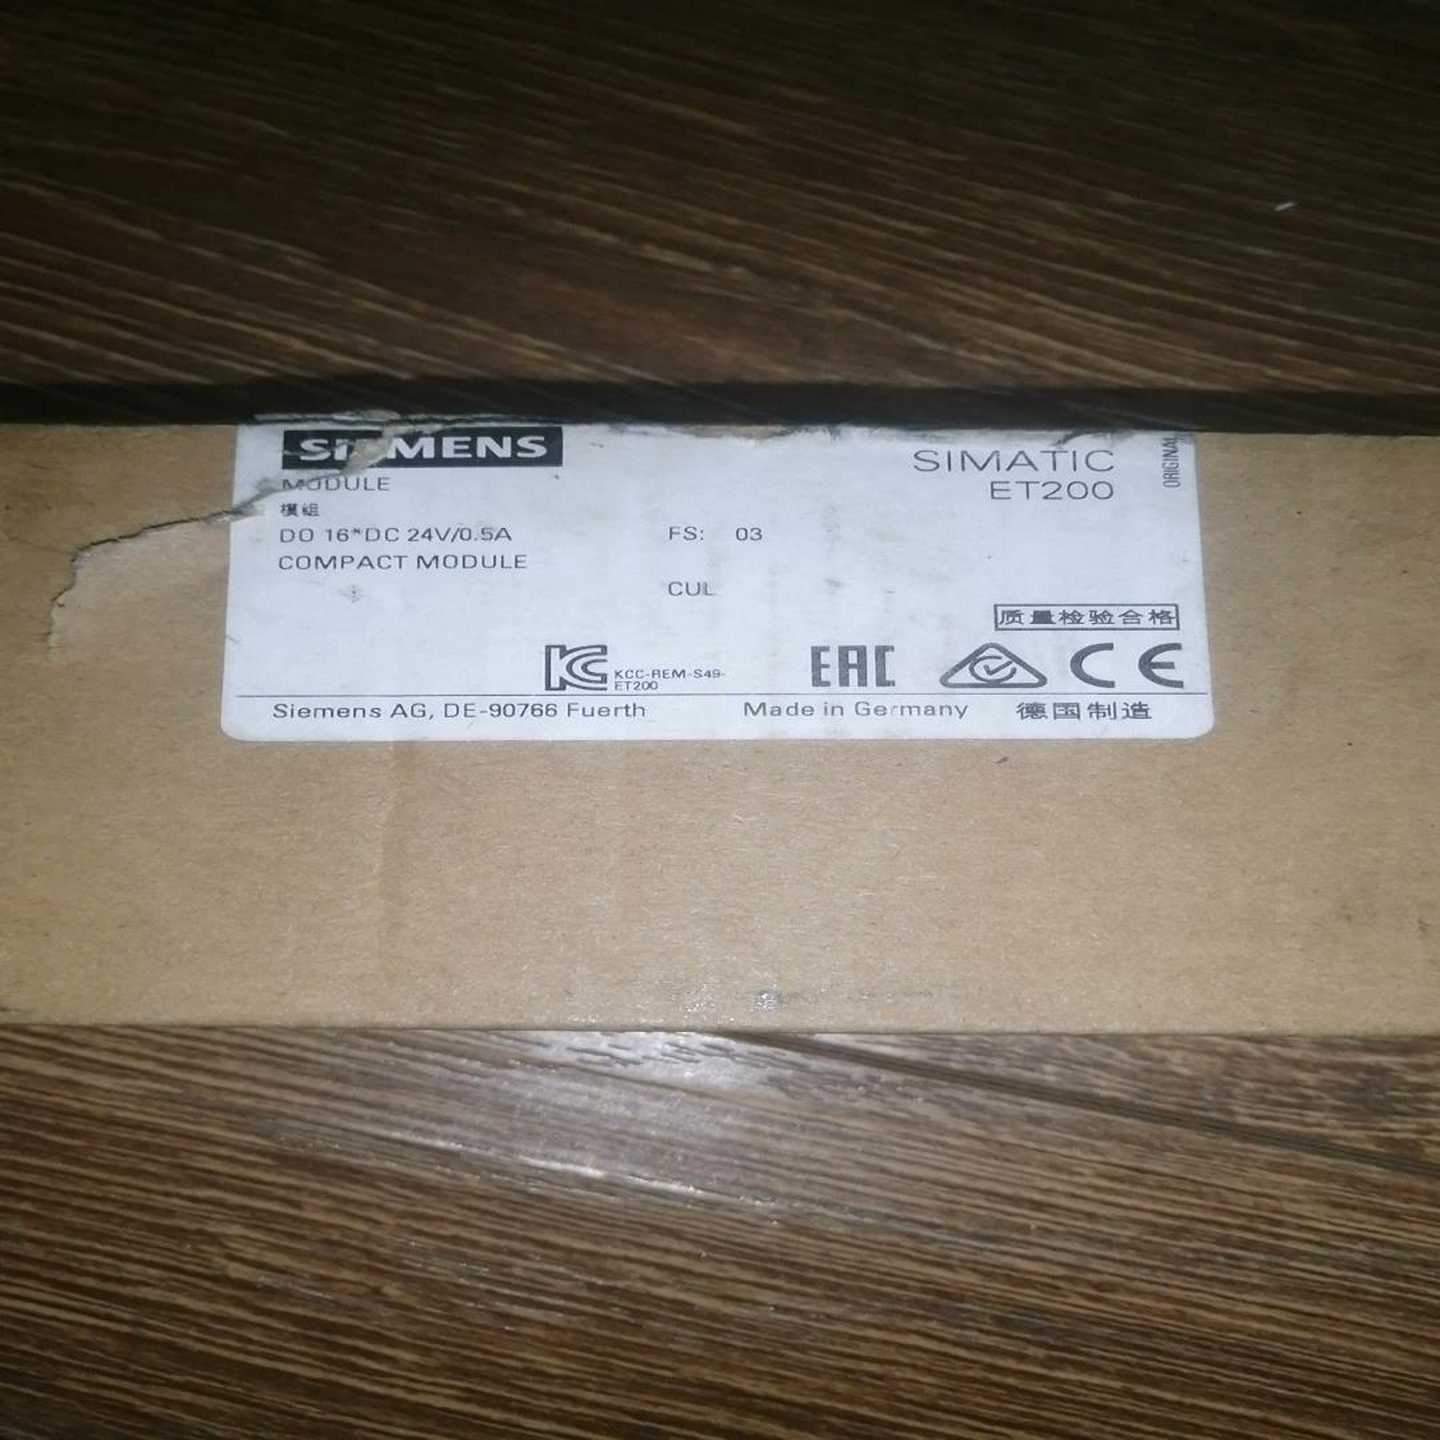 SIEMENS
SIMATIC
ET200
ORIGINAL
MODULE
模组
DO 16*DC 24V/0.5A
FS: 03
COMPACT MODULE
CUL
质量检验合格
KC
KCC-REM-S49-
ET200
EAC
CE
Siemens AG, DE-90766 Fuerth
Made in Germany
德国制造